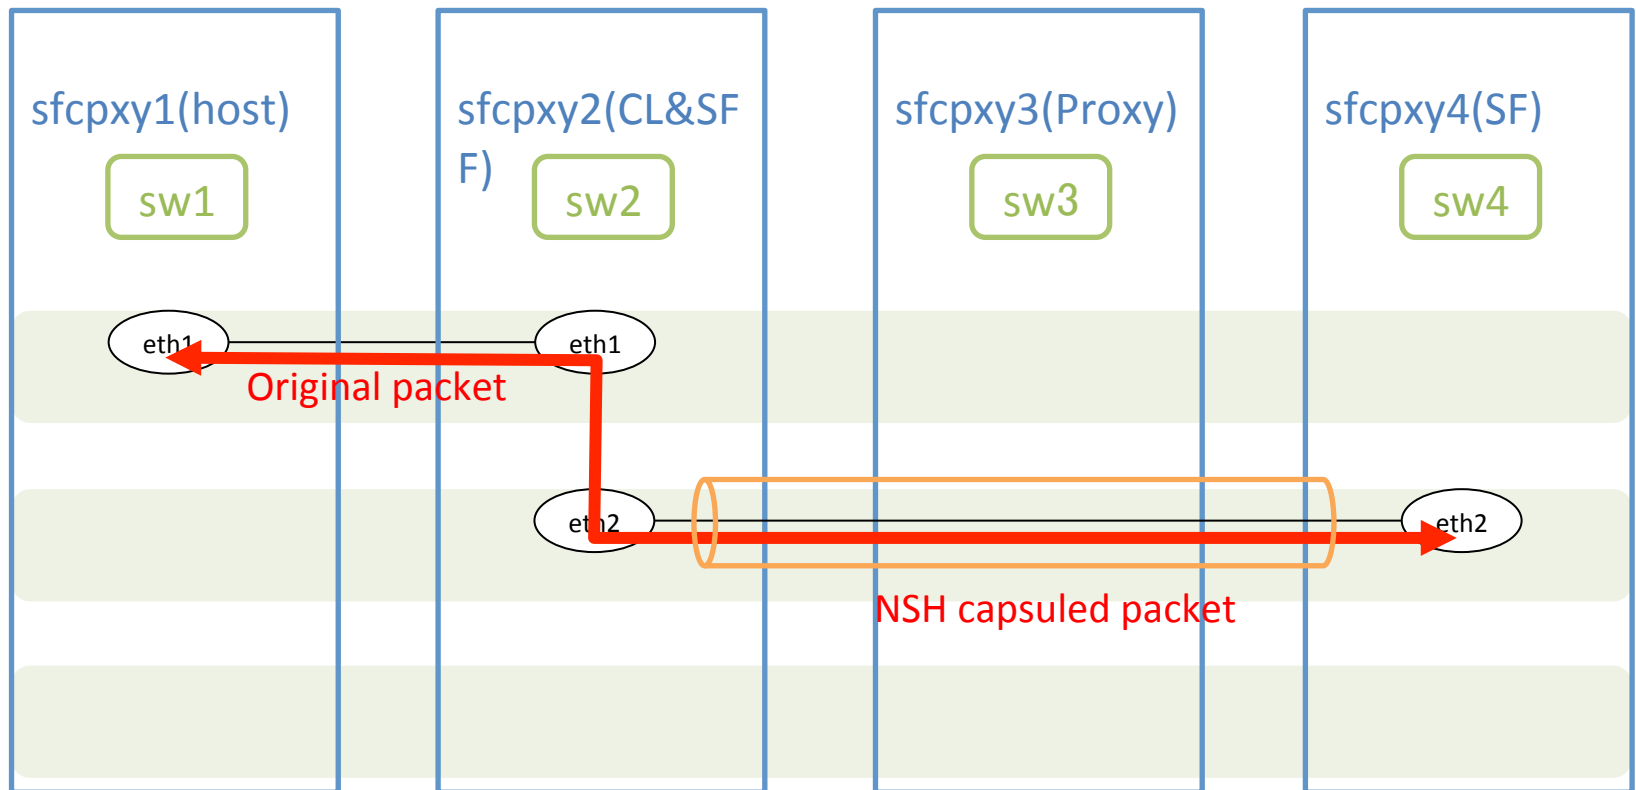 sfcpxy1(host)
sfcpxy2(CL&SF
F)
sfcpxy3(Proxy)
sfcpxy4(SF)
sw1
sw2
sw3
sw4
eth1
eth1
Original packet
eth2
eth2
NSH capsuled packet